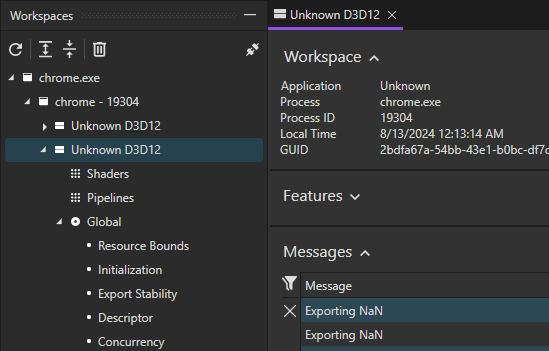 Workspaces
chrome.exe
chrome - 19304
Unknown D3D12
Unknown D3D12
Shaders
Pipelines
Global
Resource Bounds
Initialization
Export Stability
Descriptor
Concurrency
Unknown D3D12
Workspace
Application Unknown
Process chrome.exe
Process ID 19304
Local Time 8/13/2024 12:13:14 AM
GUID 2bdfa67a-54bb-43e1-b0bc-df7c
Features
Messages
Message
Exporting NaN
Exporting NaN